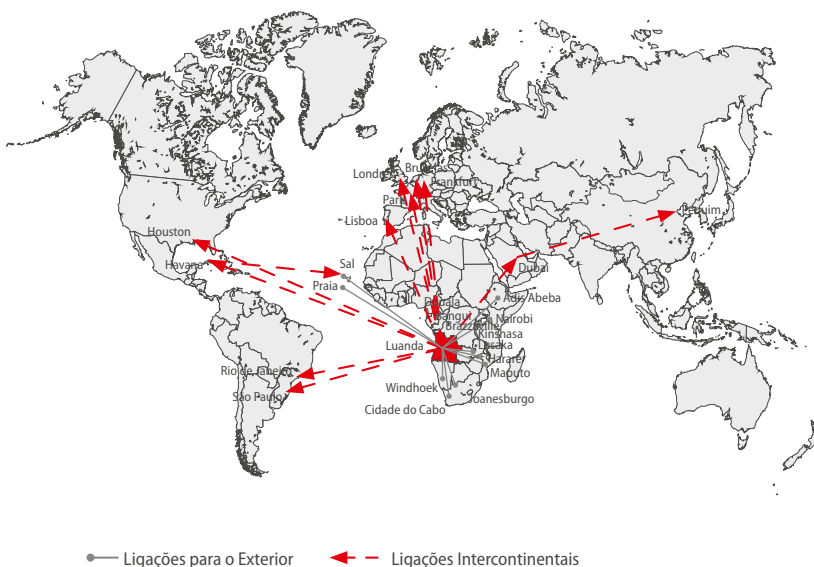 Londres
Bruxelas
Frankfurt
Paris
Lisboa
Pequim
Houston
Havana
Sal
Praia
Dubai
Adis Abeba
Douala
Bangui
Nairobi
Brazzaville
Kinshasa
Luanda
Lusaka
Harare
Maputo
Rio de Janeiro
São Paulo
Windhoek
Joanesburgo
Cidade do Cabo
Ligações para o Exterior
Ligações Intercontinentais